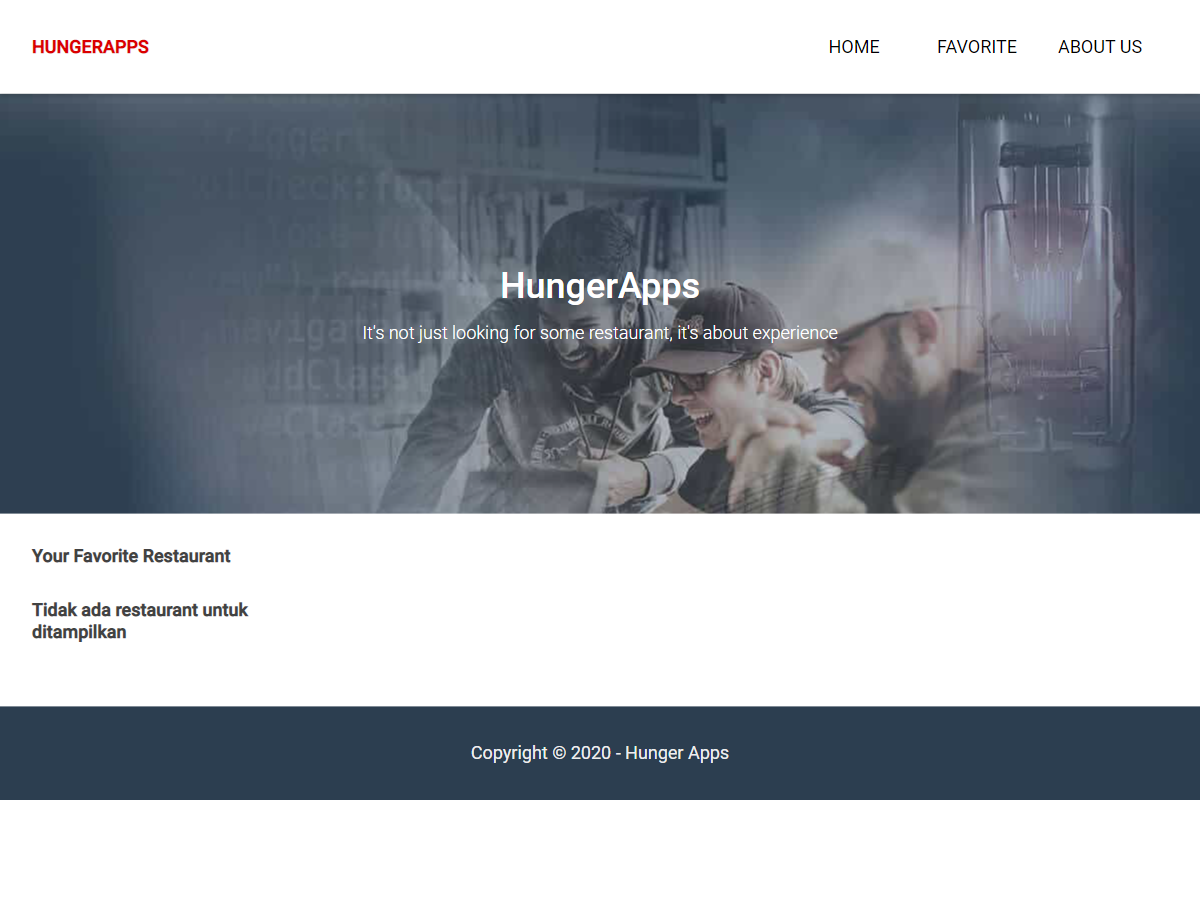 HUNGERAPPS
HOME
FAVORITE
ABOUT US
HungerApps
It's not just looking for some restaurant, it's about experience
Your Favorite Restaurant
Tidak ada restaurant untuk
ditampilkan
Copyright © 2020 - Hunger Apps